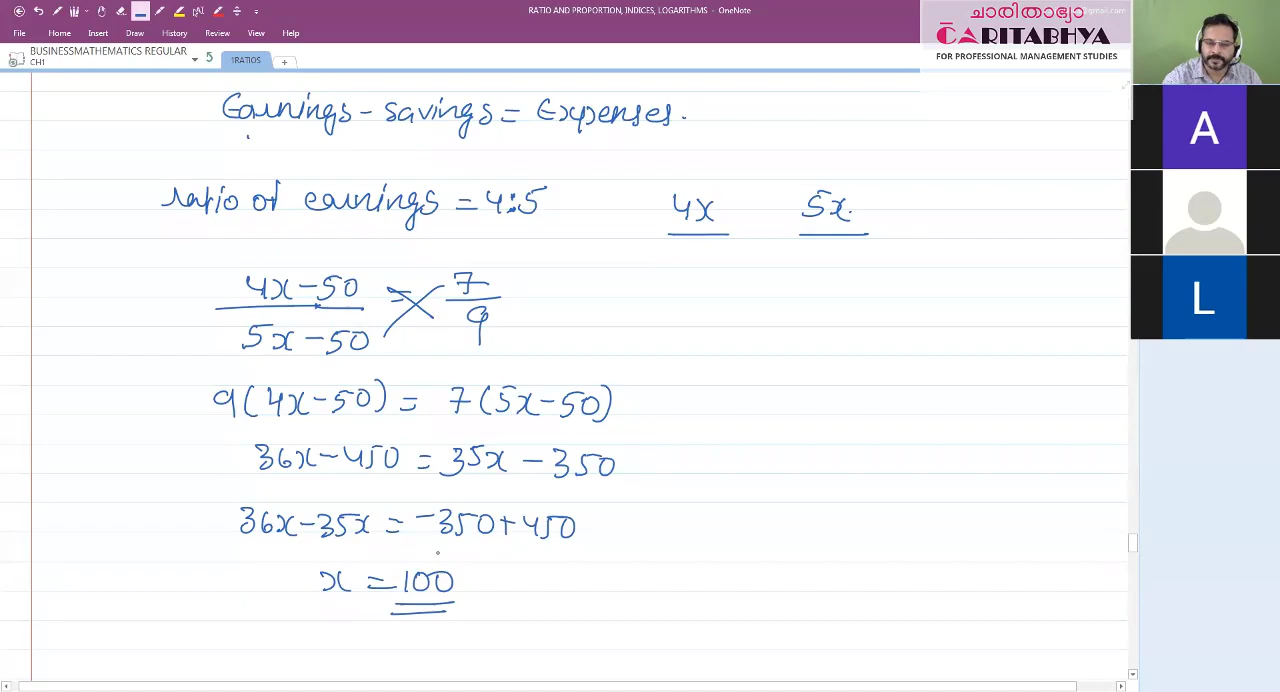 RATIO AND PROPORTION, INDICES, LOGARITHMS - OneNote
ചാരിതാഭ്യാ
CARITABHYA
FOR PROFESSIONAL MANAGEMENT STUDIES
File Home Insert Draw History Review View Help
BUSINESSMATHEMATICS REGULAR
CH1
1RATIOS
Earnings - savings = Expenses.
ratio of earnings = 4:5 4x 5x.
4x - 50 = 7
5x - 50 9
9(4x - 50) = 7(5x - 50)
36x - 450 = 35x - 350
36x - 35x = -350 + 450
x = 100
A
L